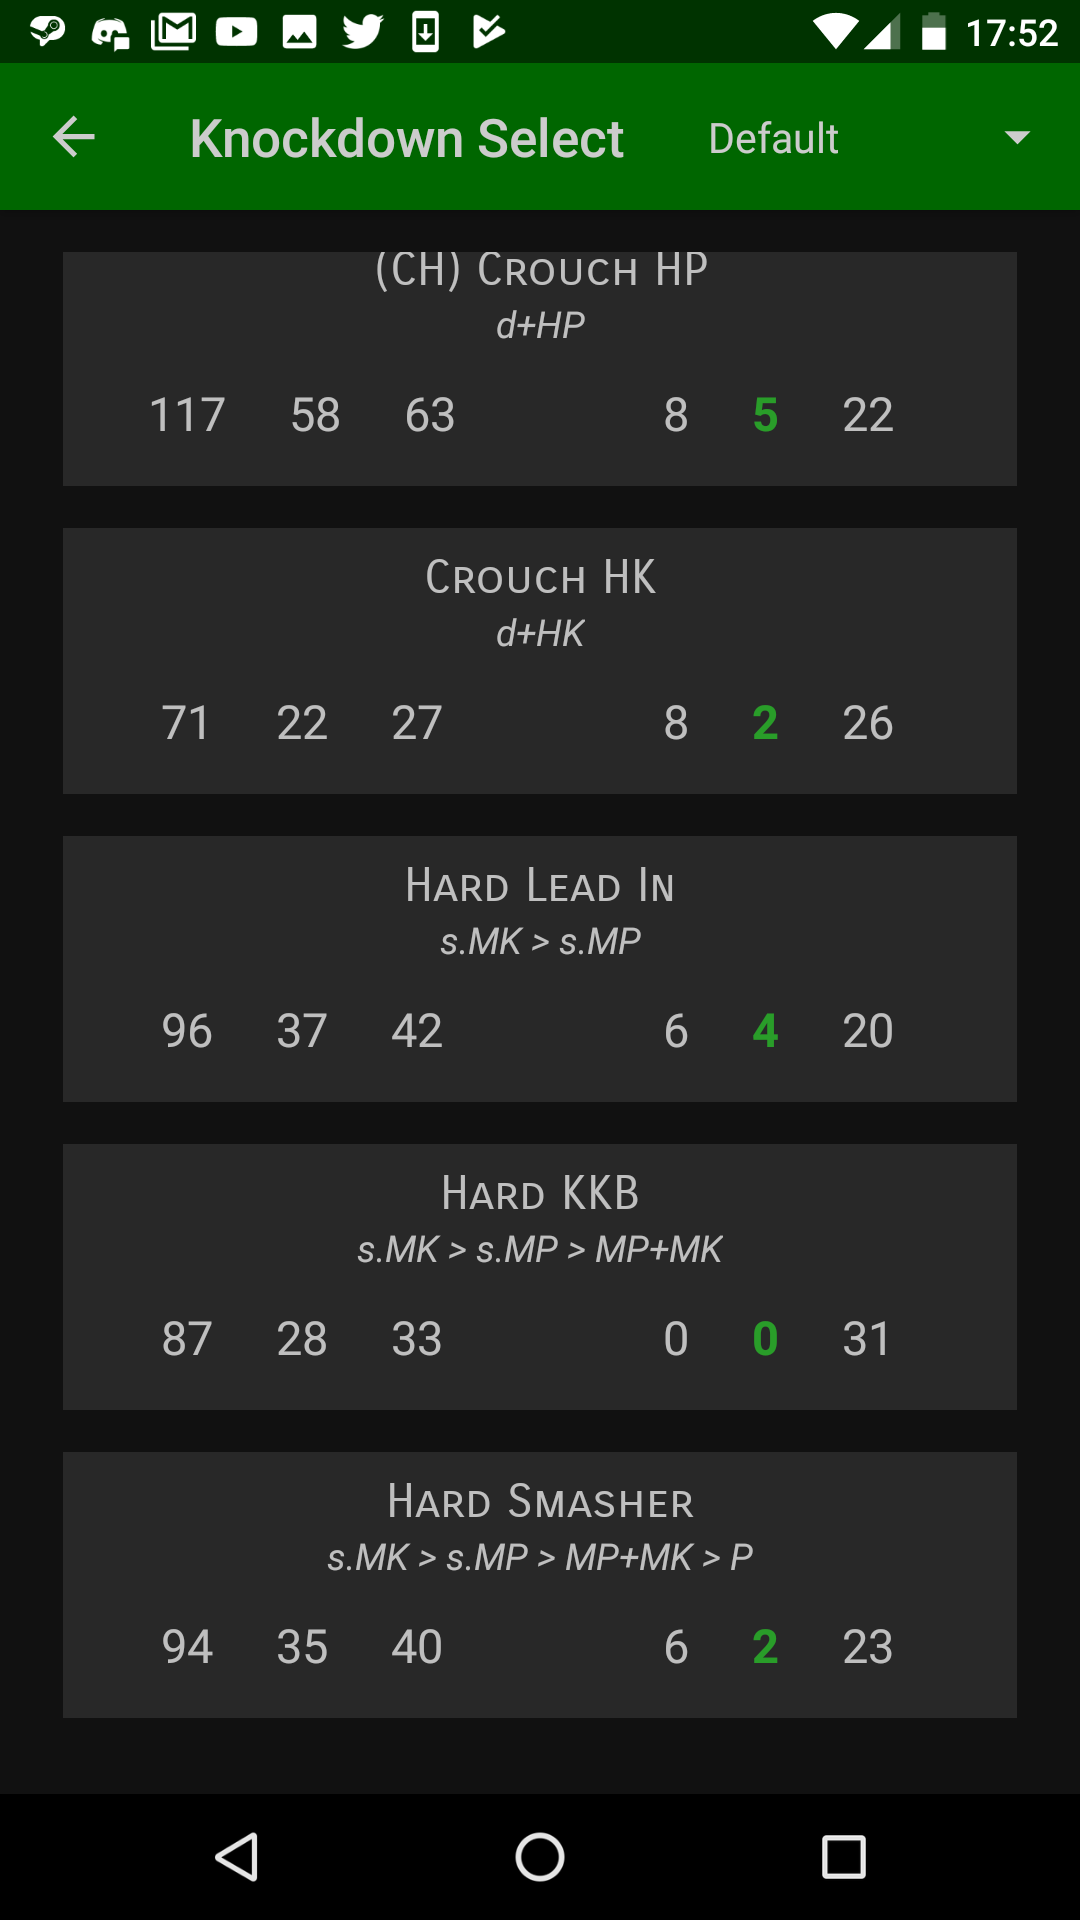 17:52
Knockdown Select Default
(CH) Crouch HP
d+HP
117 58 63 8 5 22
Crouch HK
d+HK
71 22 27 8 2 26
Hard Lead In
s.MK > s.MP
96 37 42 6 4 20
Hard KKB
s.MK > s.MP > MP+MK
87 28 33 0 0 31
Hard Smasher
s.MK > s.MP > MP+MK > P
94 35 40 6 2 23